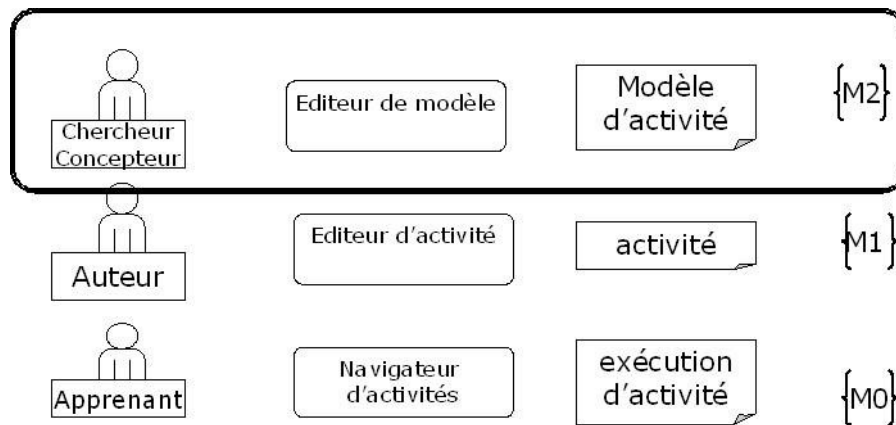 Chercheur
Concepteur
Editeur de modèle
Modèle
d'activité
{M2}
Auteur
Editeur d'activité
activité
{M1}
Apprenant
Navigateur
d'activités
exécution
d'activité
{M0}